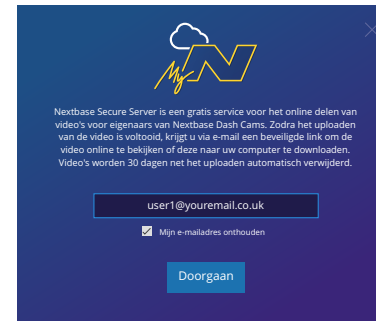 My N
Nextbase Secure Server is een gratis service voor het online delen van
video's voor eigenaars van Nextbase Dash Cams. Zodra het uploaden
van de video is voltooid, krijgt u via e-mail een beveiligde link om de
video online te bekijken of deze naar uw computer te downloaden.
Video's worden 30 dagen net het uploaden automatisch verwijderd.
user1@youremail.co.uk
Mijn e-mailadres onthouden
Doorgaan